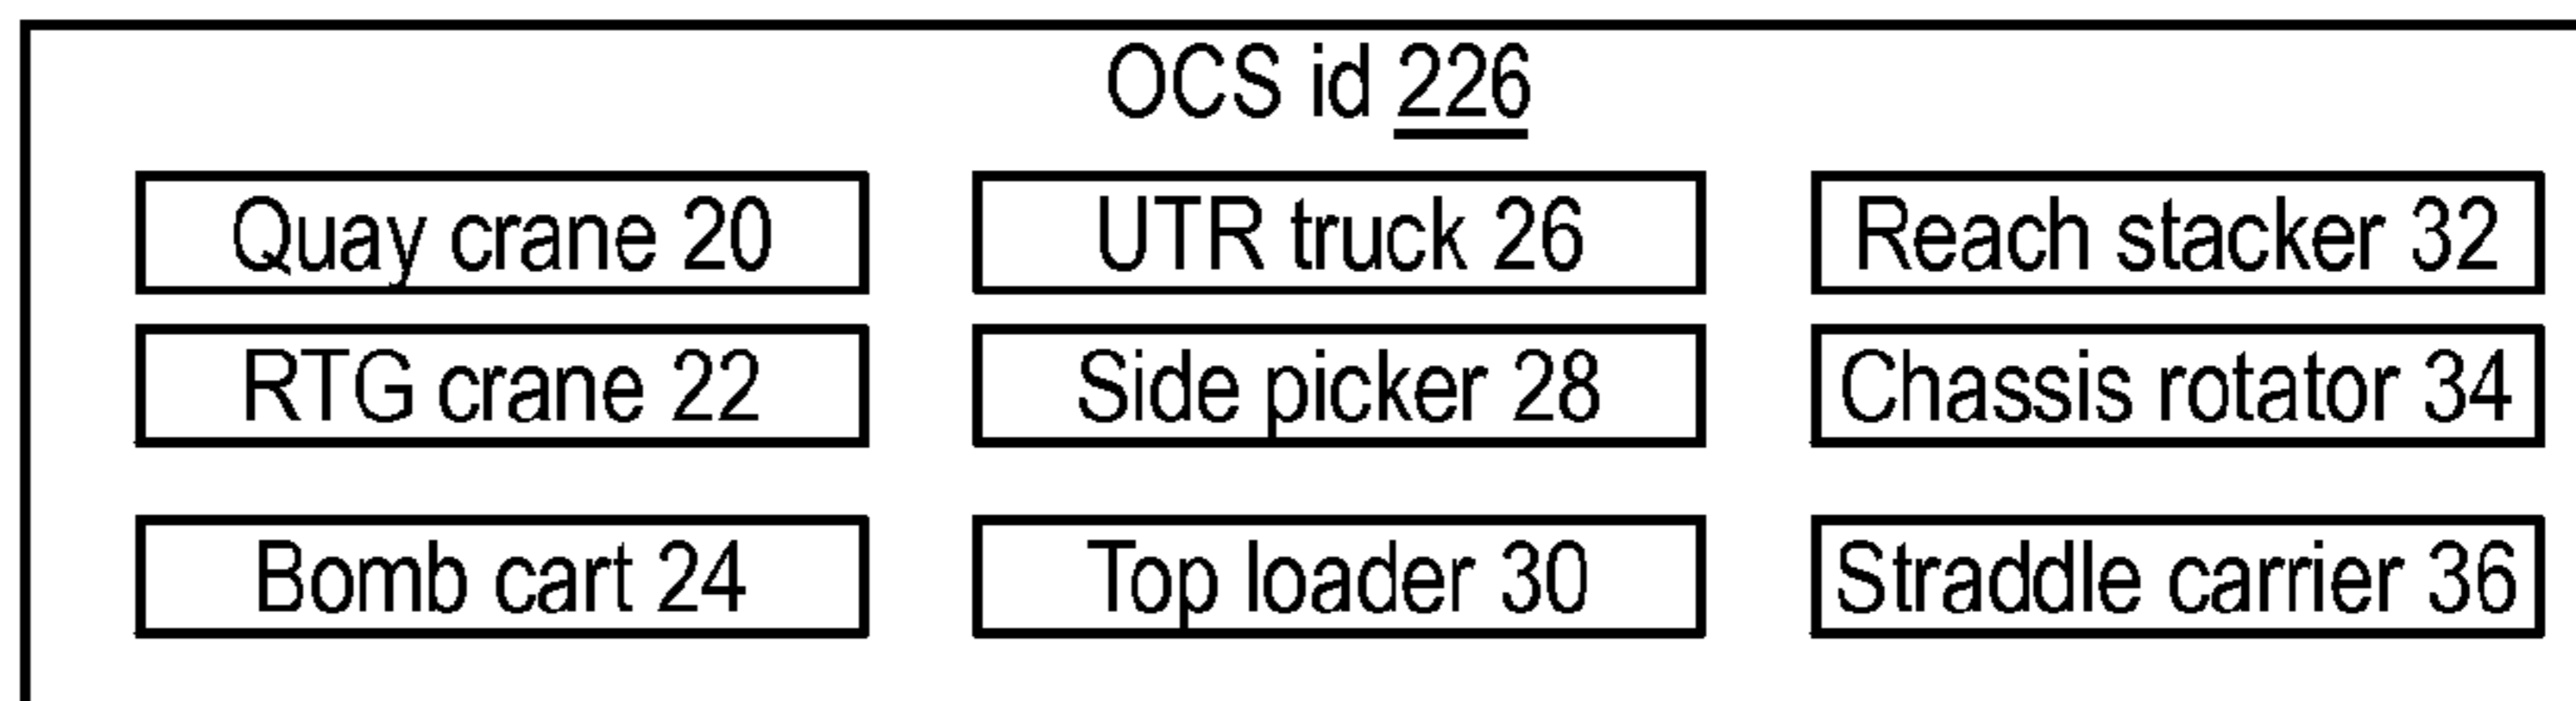 OCS id 226
Quay crane 20
UTR truck 26
Reach stacker 32
RTG crane 22
Side picker 28
Chassis rotator 34
Bomb cart 24
Top loader 30
Straddle carrier 36